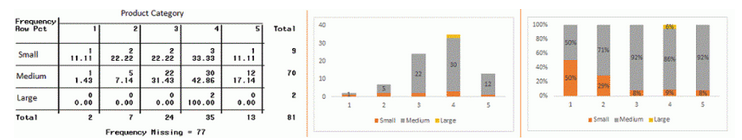 Product Category
Frequency
Row Pct 1 2 3 4 5 Total
Small 1 2 2 3 1 9
11.11 22.22 22.22 33.33 11.11
Medium 1 5 22 30 12 70
1.43 7.14 31.43 42.86 17.14
Large 0 0 0 2 0 2
0.00 0.00 0.00 100.00 0.00
Total 2 7 24 35 13 81
Frequency Missing = 77
40
30
20
10
0
5 22 30 12
1 2 3 4 5
Small Medium Large
100%
80%
60%
40%
20%
0%
50% 71% 92% 6% 86% 92%
50% 29% 8% 9% 8%
1 2 3 4 5
Small Medium Large